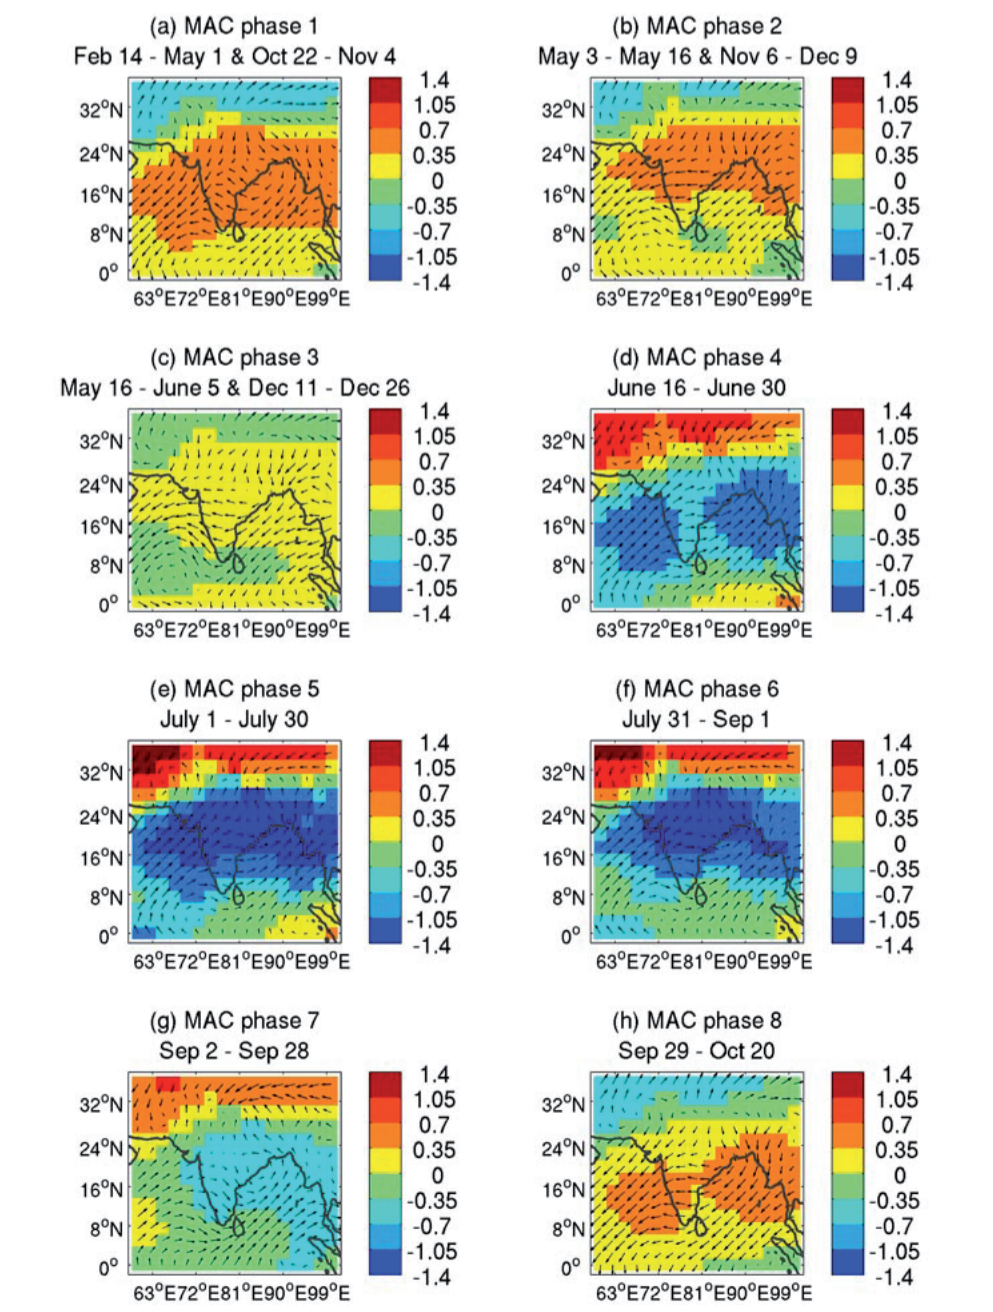 (a) MAC phase 1
Feb 14 - May 1 & Oct 22 - Nov 4
32°N
24°N
16°N
8°N
0°
63°E72°E81°E90°E99°E
1.4
1.05
0.7
0.35
0
-0.35
-0.7
-1.05
-1.4
(b) MAC phase 2
May 3 - May 16 & Nov 6 - Dec 9
32°N
24°N
16°N
8°N
0°
63°E72°E81°E90°E99°E
1.4
1.05
0.7
0.35
0
-0.35
-0.7
-1.05
-1.4
(c) MAC phase 3
May 16 - June 5 & Dec 11 - Dec 26
32°N
24°N
16°N
8°N
0°
63°E72°E81°E90°E99°E
1.4
1.05
0.7
0.35
0
-0.35
-0.7
-1.05
-1.4
(d) MAC phase 4
June 16 - June 30
32°N
24°N
16°N
8°N
0°
63°E72°E81°E90°E99°E
1.4
1.05
0.7
0.35
0
-0.35
-0.7
-1.05
-1.4
(e) MAC phase 5
July 1 - July 30
32°N
24°N
16°N
8°N
0°
63°E72°E81°E90°E99°E
1.4
1.05
0.7
0.35
0
-0.35
-0.7
-1.05
-1.4
(f) MAC phase 6
July 31 - Sep 1
32°N
24°N
16°N
8°N
0°
63°E72°E81°E90°E99°E
1.4
1.05
0.7
0.35
0
-0.35
-0.7
-1.05
-1.4
(g) MAC phase 7
Sep 2 - Sep 28
32°N
24°N
16°N
8°N
0°
63°E72°E81°E90°E99°E
1.4
1.05
0.7
0.35
0
-0.35
-0.7
-1.05
-1.4
(h) MAC phase 8
Sep 29 - Oct 20
32°N
24°N
16°N
8°N
0°
63°E72°E81°E90°E99°E
1.4
1.05
0.7
0.35
0
-0.35
-0.7
-1.05
-1.4